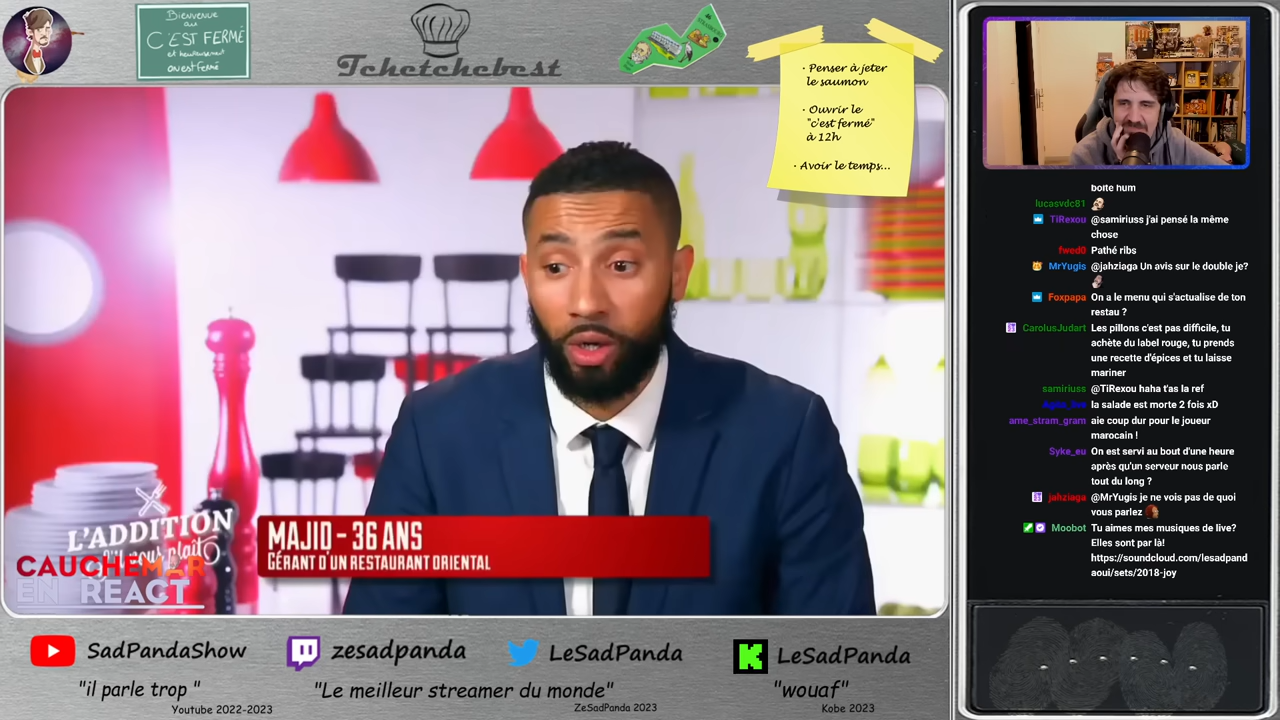 Bienvenue
au
C'EST FERMÉ
et heureusement
on est fermé
Tchetchebest
· Penser à jeter
le saumon
· Ouvrir le
"c'est fermé"
à 12h
· Avoir le temps...
L'ADDITION
s'il vous plaît
CAUCHEMAR
EN REACT
MAJID - 36 ANS
GÉRANT D'UN RESTAURANT ORIENTAL
SadPandaShow
"il parle trop "
Youtube 2022-2023
zesadpanda
"Le meilleur streamer du monde"
ZeSadPanda 2023
LeSadPanda
LeSadPanda
"wouaf"
Kobe 2023
boite hum
lucasvdc81
TiRexou @samiriuss j'ai pensé la même
chose
fwed0 Pathé ribs
MrYugis @jahziaga Un avis sur le double je?
Foxpapa On a le menu qui s'actualise de ton
restau ?
CarolusJudart Les pillons c'est pas difficile, tu
achète du label rouge, tu prends
une recette d'épices et tu laisse
mariner
samiriuss @TiRexou haha t'as la ref
la salade est morte 2 fois xD
ame_stram_gram aie coup dur pour le joueur
marocain !
Syke_eu On est servi au bout d'une heure
après qu'un serveur nous parle
tout du long ?
jahziaga @MrYugis je ne vois pas de quoi
vous parlez
Moobot Tu aimes mes musiques de live?
Elles sont par là!
https://soundcloud.com/lesadpand
aoui/sets/2018-joy